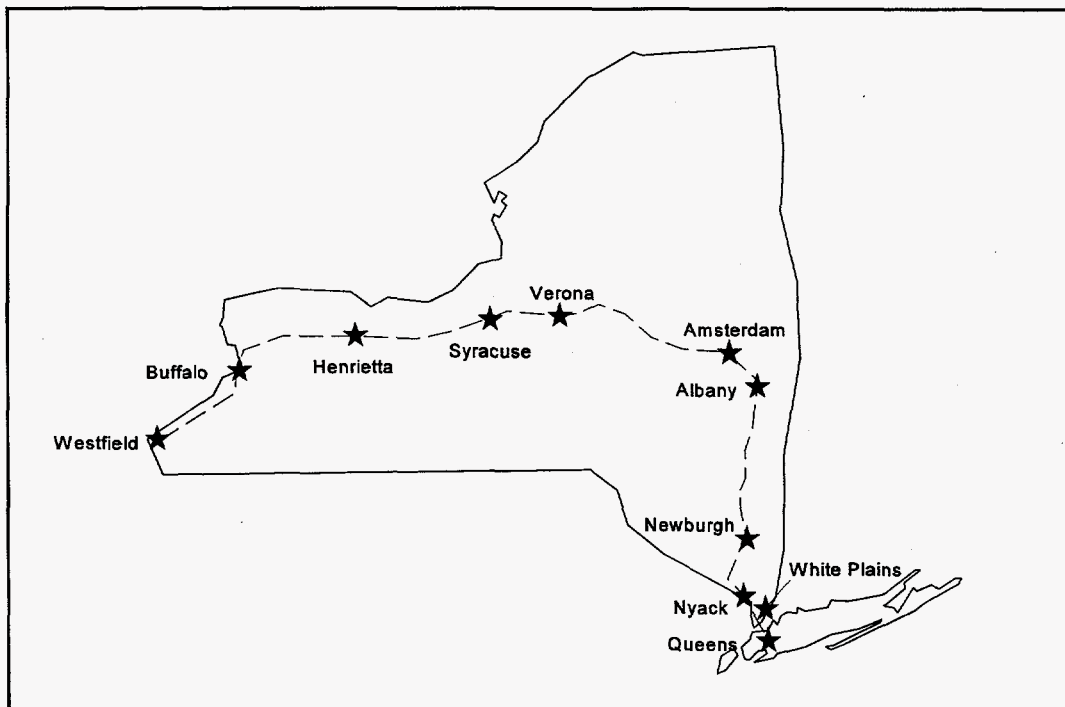 Verona
Amsterdam
Syracuse
Henrietta
Buffalo
Albany
Westfield
Newburgh
White Plains
Nyack
Queens